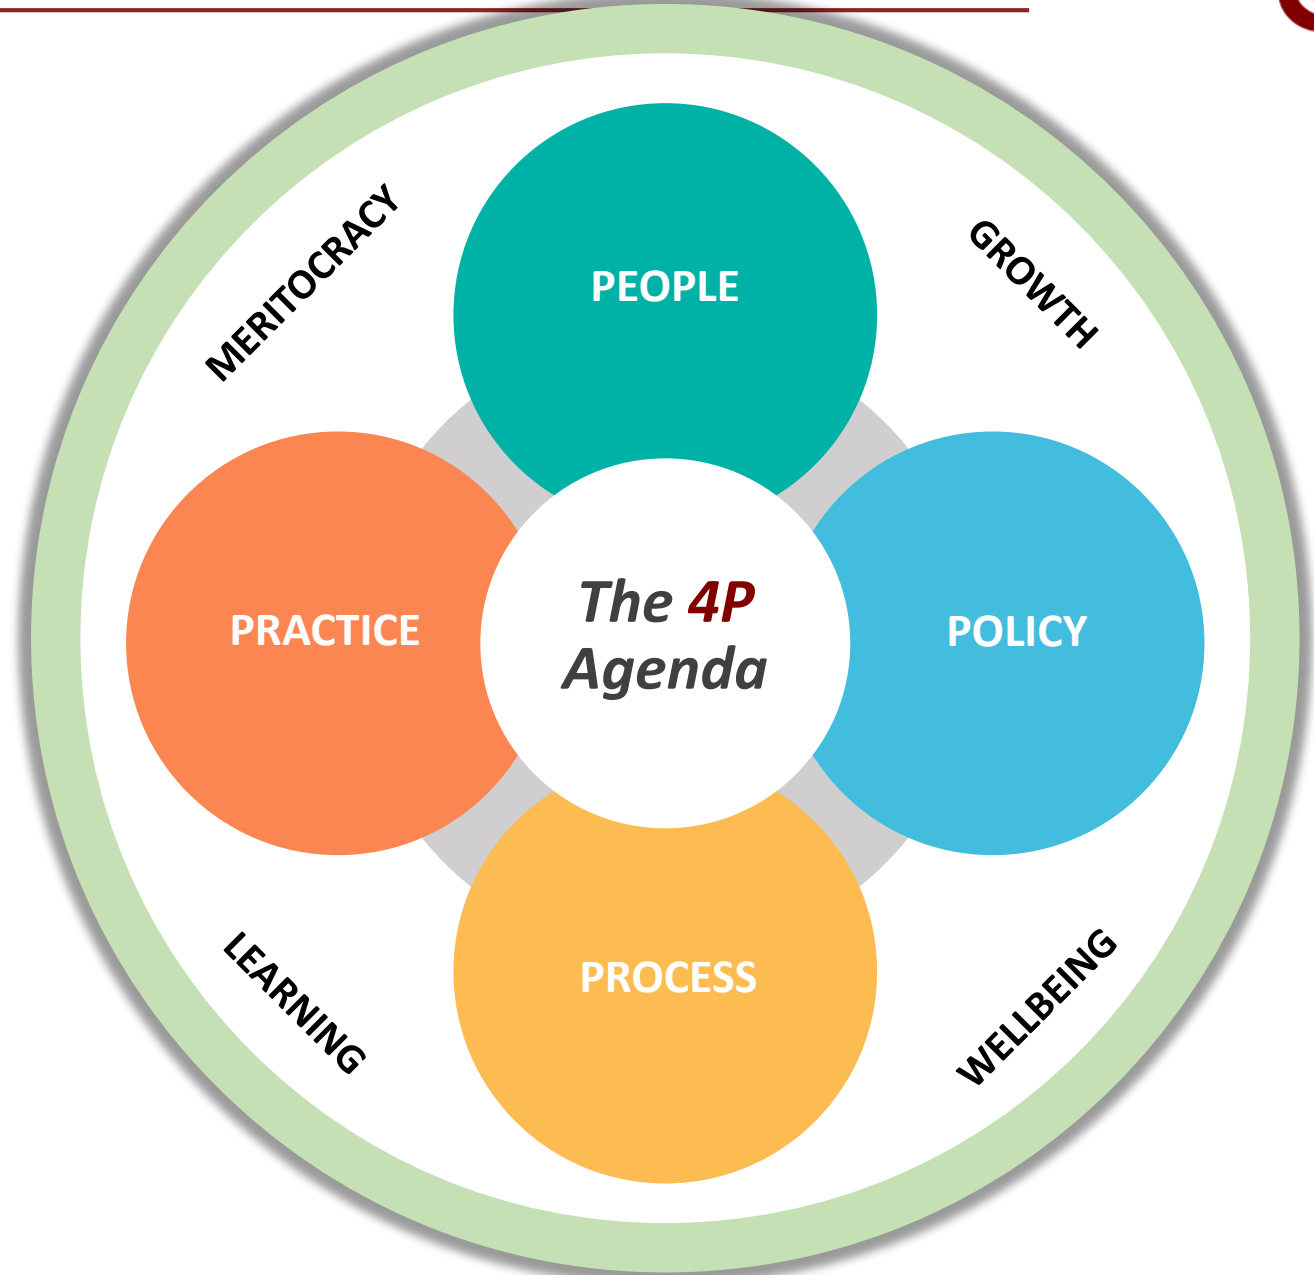 MERITOCRACY
GROWTH
PEOPLE
PRACTICE
The 4P
Agenda
POLICY
LEARNING
PROCESS
WELLBEING